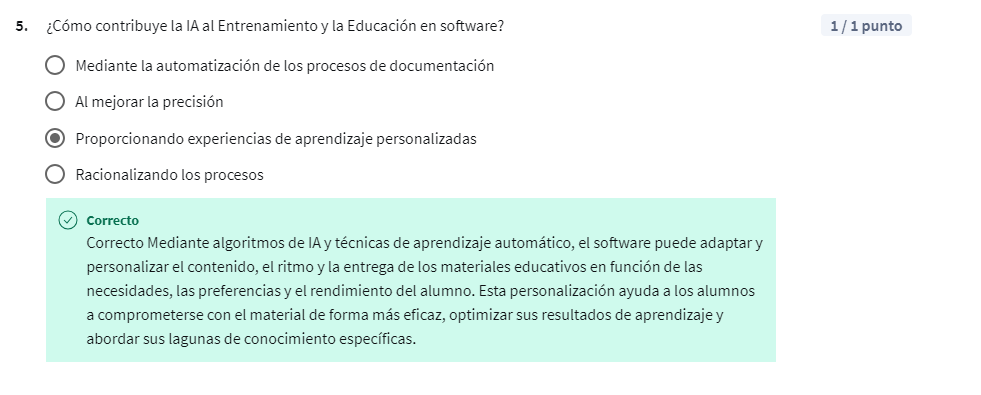 5. ¿Cómo contribuye la IA al Entrenamiento y la Educación en software?
1 / 1 punto
Mediante la automatización de los procesos de documentación
Al mejorar la precisión
Proporcionando experiencias de aprendizaje personalizadas
Racionalizando los procesos
Correcto
Correcto Mediante algoritmos de IA y técnicas de aprendizaje automático, el software puede adaptar y
personalizar el contenido, el ritmo y la entrega de los materiales educativos en función de las
necesidades, las preferencias y el rendimiento del alumno. Esta personalización ayuda a los alumnos
a comprometerse con el material de forma más eficaz, optimizar sus resultados de aprendizaje y
abordar sus lagunas de conocimiento específicas.